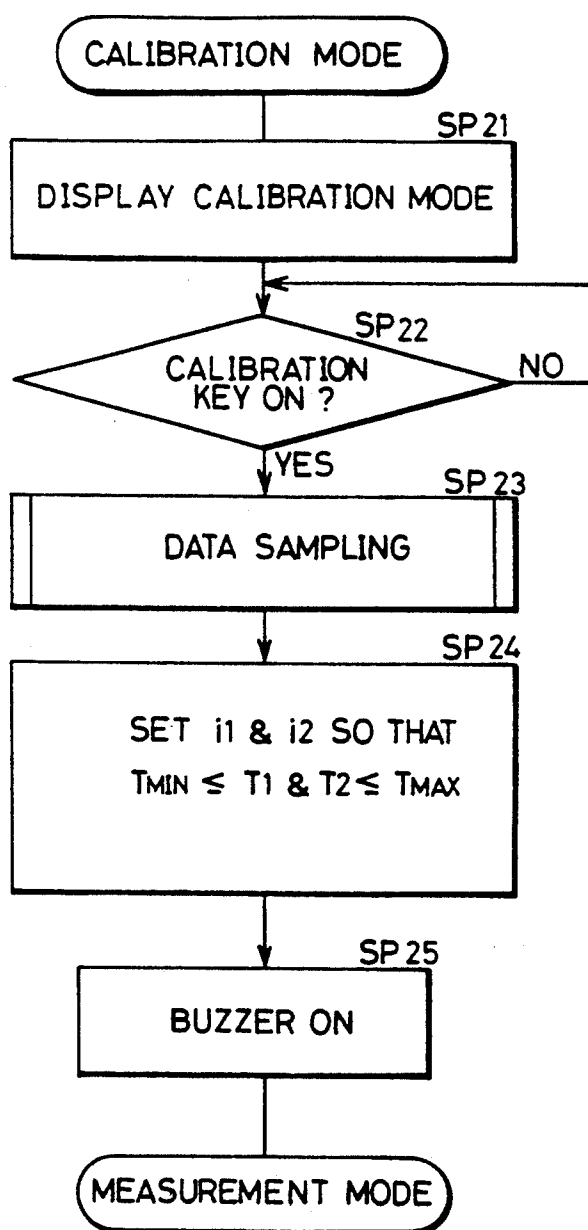 CALIBRATION MODE
SP21
DISPLAY CALIBRATION MODE
SP22
CALIBRATION
KEY ON ?
NO
YES
SP23
DATA SAMPLING
SP24
SET i1 & i2 SO THAT
TMIN ≤ T1 & T2 ≤ TMAX
SP25
BUZZER ON
MEASUREMENT MODE